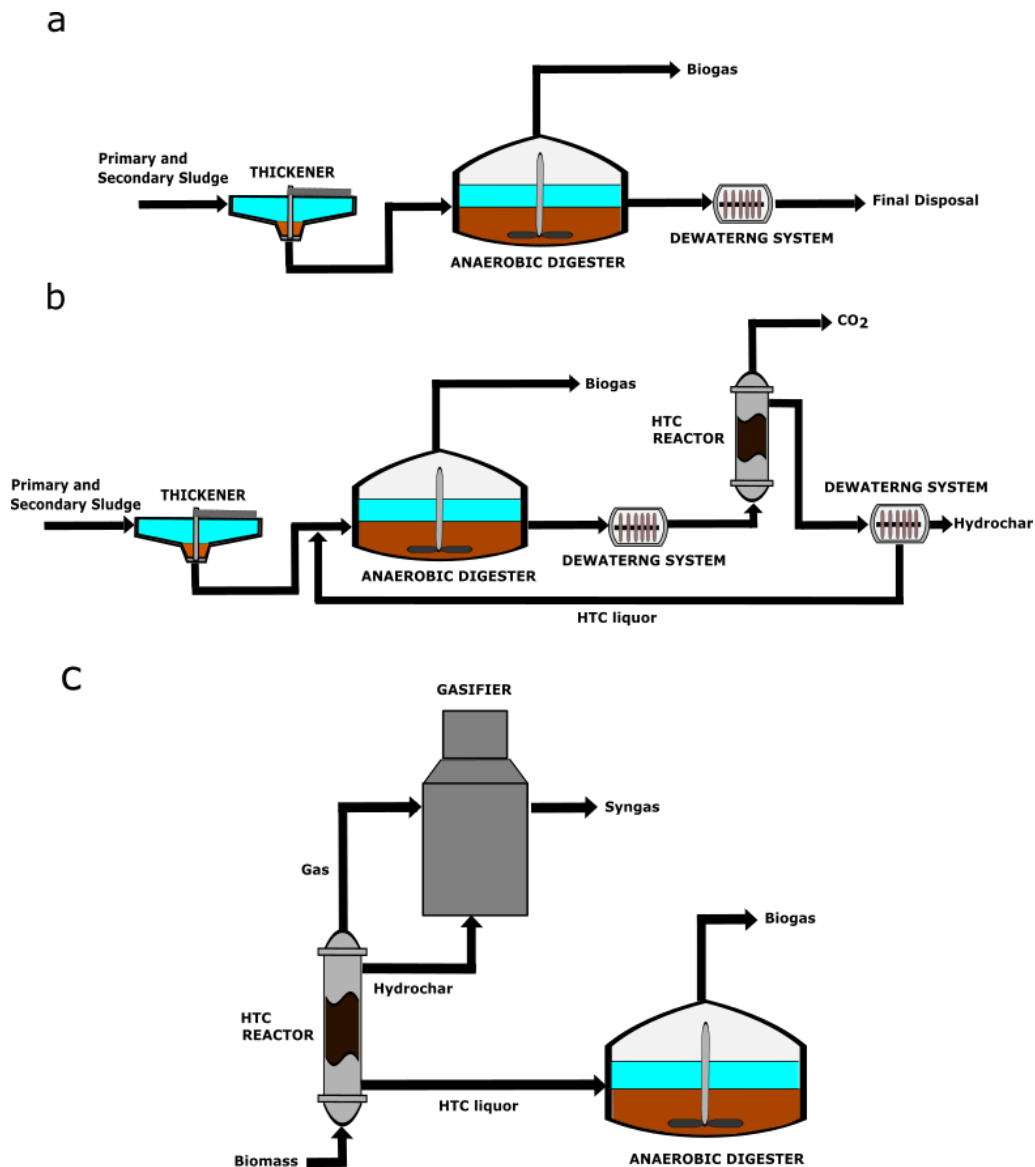 a
Biogas
Primary and
Secondary Sludge
THICKENER
Final Disposal
DEWATERNG SYSTEM
ANAEROBIC DIGESTER
b
CO2
Biogas
HTC
REACTOR
DEWATERNG SYSTEM
Primary and
Secondary Sludge
THICKENER
Hydrochar
DEWATERNG SYSTEM
ANAEROBIC DIGESTER
HTC liquor
c
GASIFIER
Syngas
Gas
Biogas
Hydrochar
HTC
REACTOR
HTC liquor
ANAEROBIC DIGESTER
Biomass